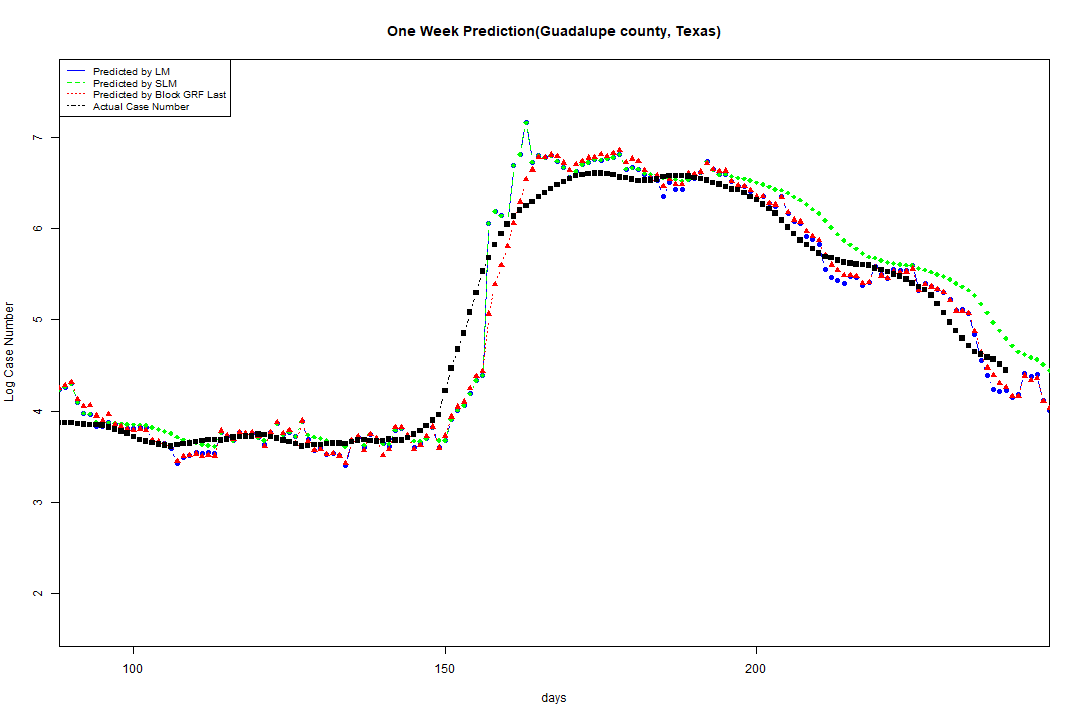 One Week Prediction(Guadalupe county, Texas)
Predicted by LM
Predicted by SLM
Predicted by Block GRF Last
Actual Case Number
7
6
5
4
3
2
Log Case Number
100 150 200
days